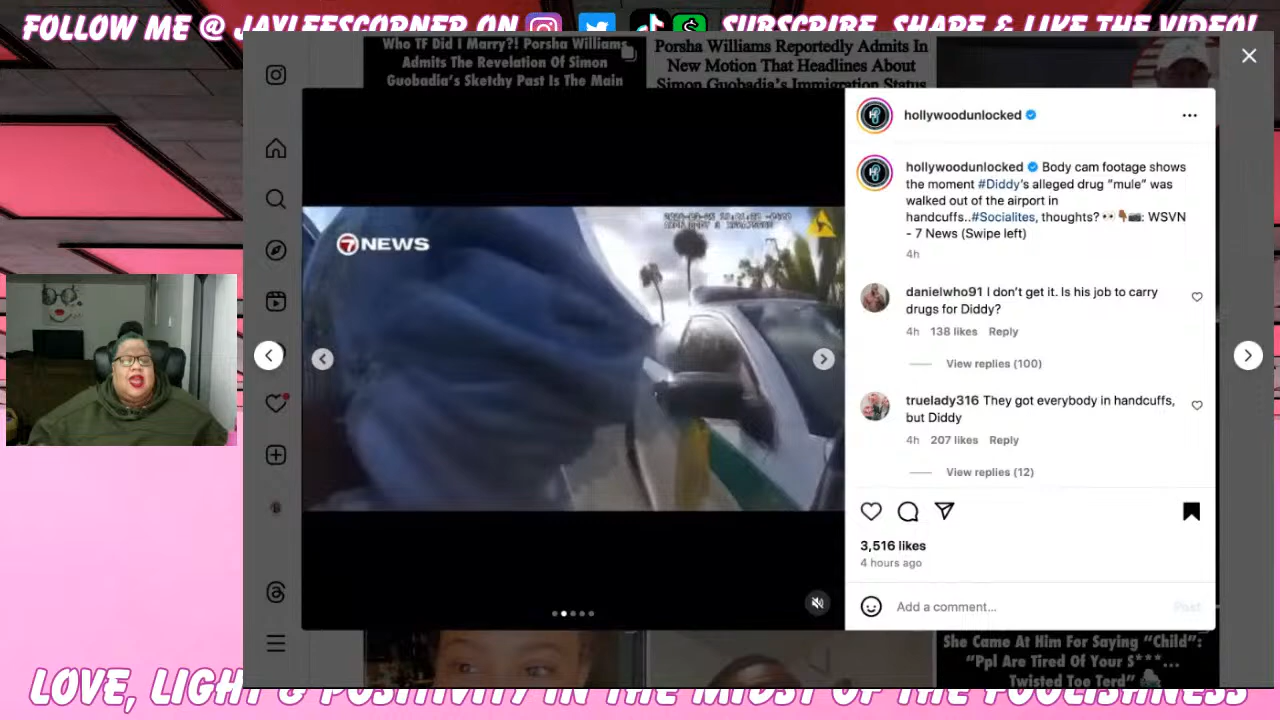 FOLLOW ME @ JAYLEESCORNER ON
SUBSCRIBE, SHARE & LIKE THE VIDEO!
Who TF Did I Marry?! Porsha Williams
Admits The Revelation Of Simon
Guobadia's Sketchy Past Is The Main
Porsha Williams Reportedly Admits In
New Motion That Headlines About
Simon Guobadia's Immigration Status
7 NEWS
hollywoodunlocked
hollywoodunlocked Body cam footage shows
the moment #Diddy's alleged drug "mule" was
walked out of the airport in
handcuffs..#Socialites, thoughts? 👀👇🏾📷: WSVN
- 7 News (Swipe left)
4h
danielwho91 I don't get it. Is his job to carry
drugs for Diddy?
4h 138 likes Reply
View replies (100)
truelady316 They got everybody in handcuffs,
but Diddy
4h 207 likes Reply
View replies (12)
3,516 likes
4 hours ago
Add a comment...
Post
She Came At Him For Saying "Child":
"Ppl Are Tired Of Your S***...
Twisted Toe Terd"
LOVE, LIGHT & POSITIVITY IN THE MIDST OF THE FOOLISHNESS